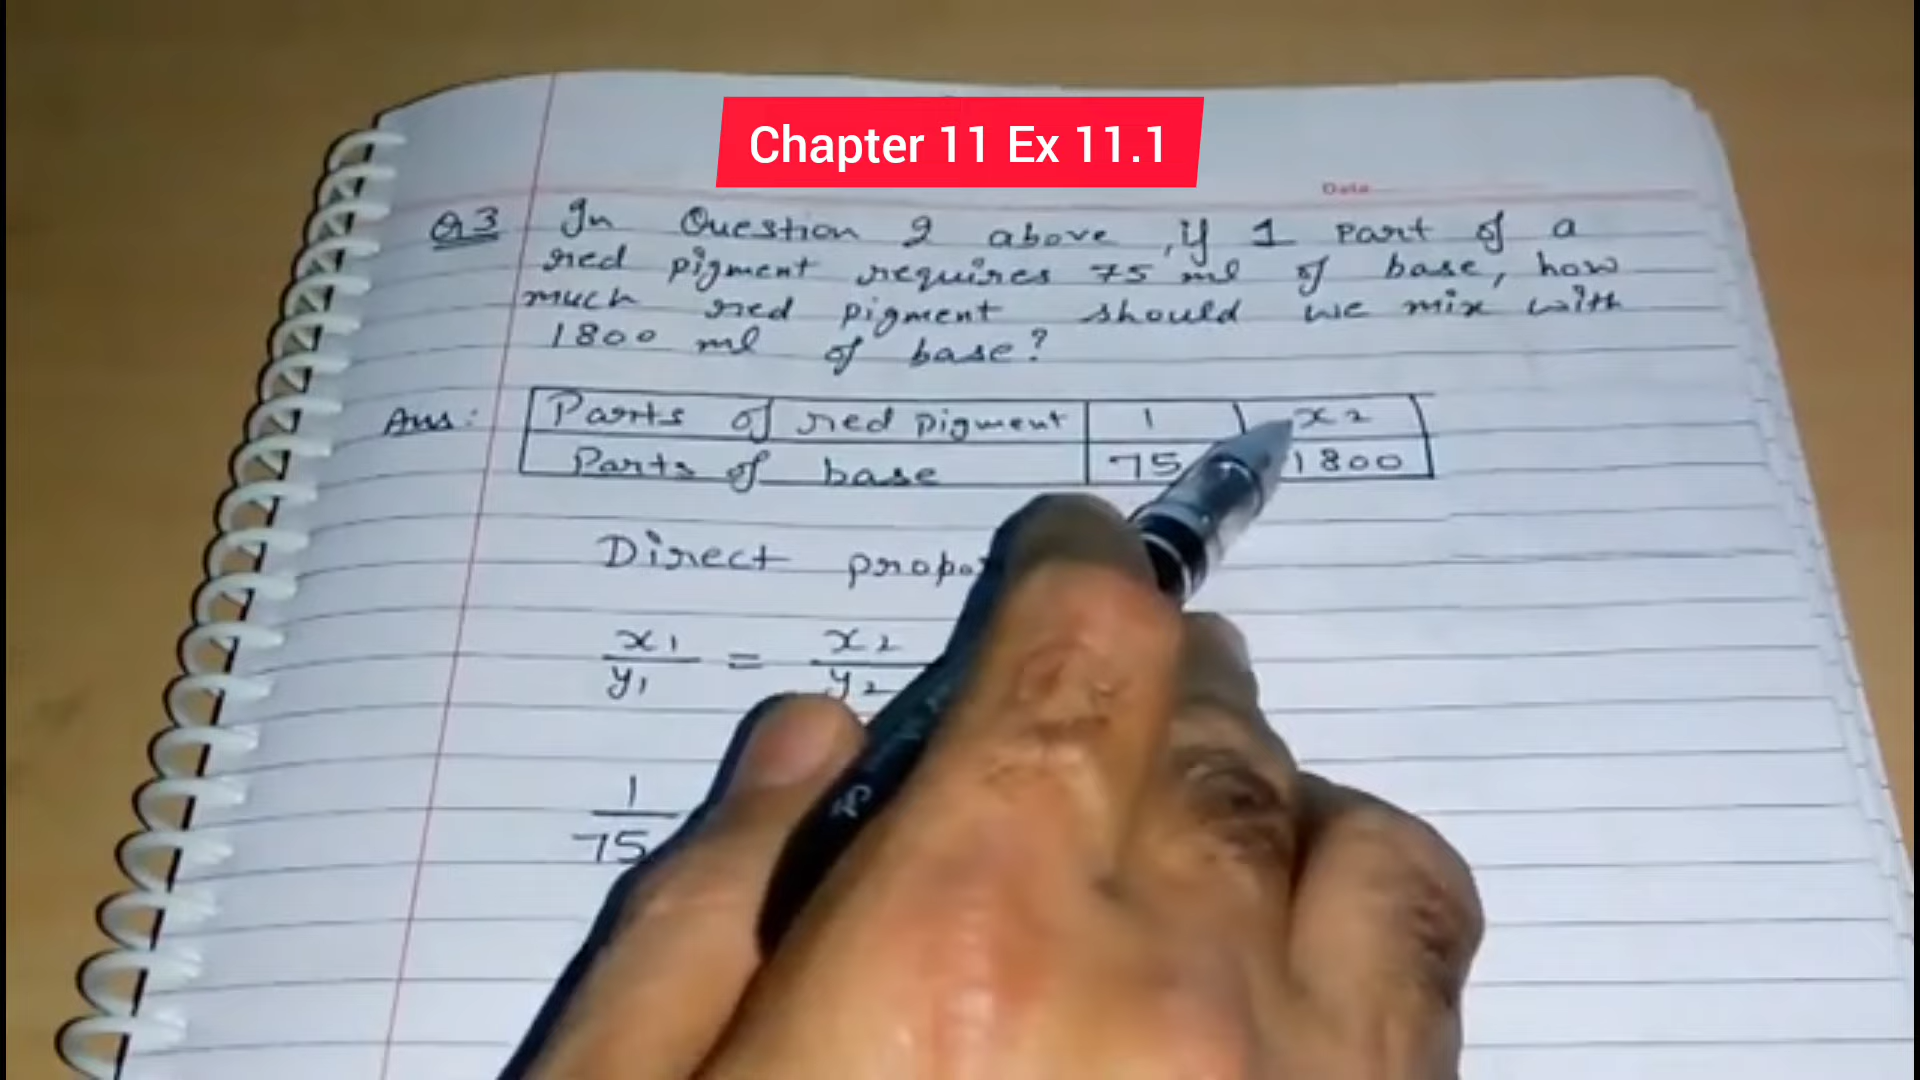 Chapter 11 Ex 11.1
Date
Q3 In Question 2 above, if 1 part of a
red pigment requires 75 ml of base, how
much red pigment should we mix with
1800 ml of base?
Ans: Parts of red pigment 1 x2
Parts of base 75 1800
Direct
x1/y1 = x2/y2
1/75